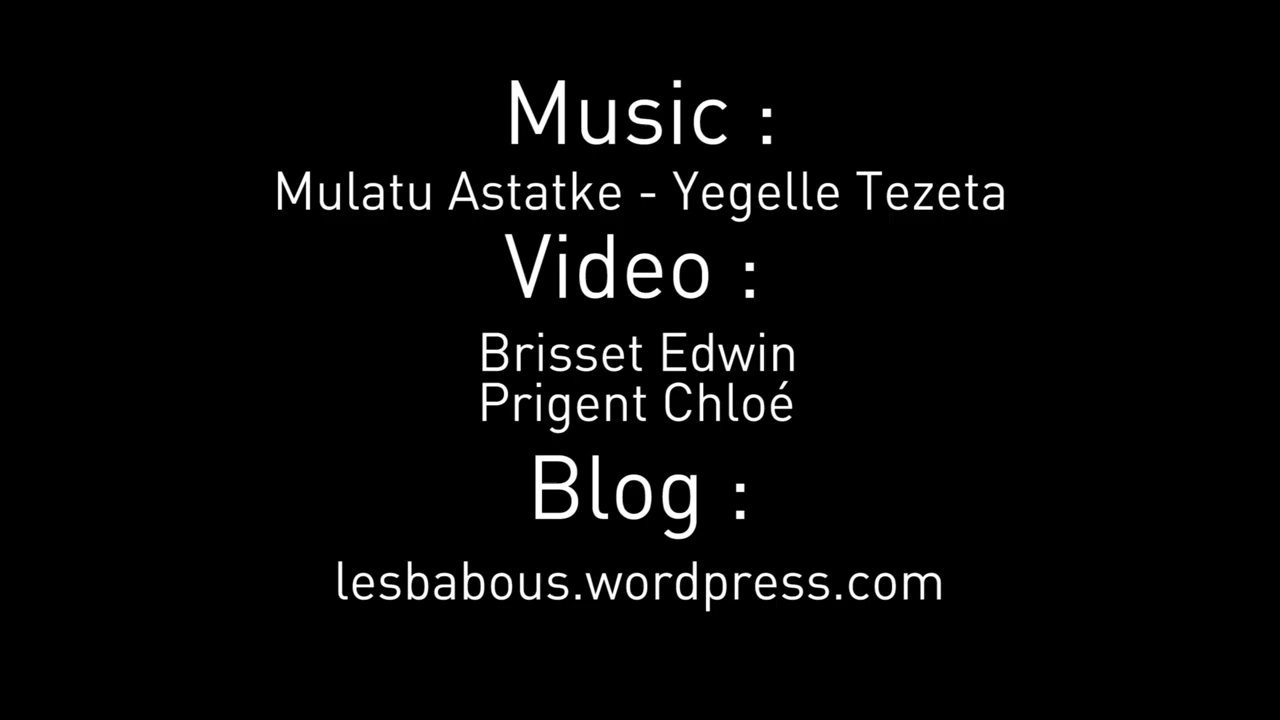 Music :
Mulatu Astatke - Yegelle Tezeta
Video :
Brisset Edwin
Prigent Chloé
Blog :
lesbabous.wordpress.com